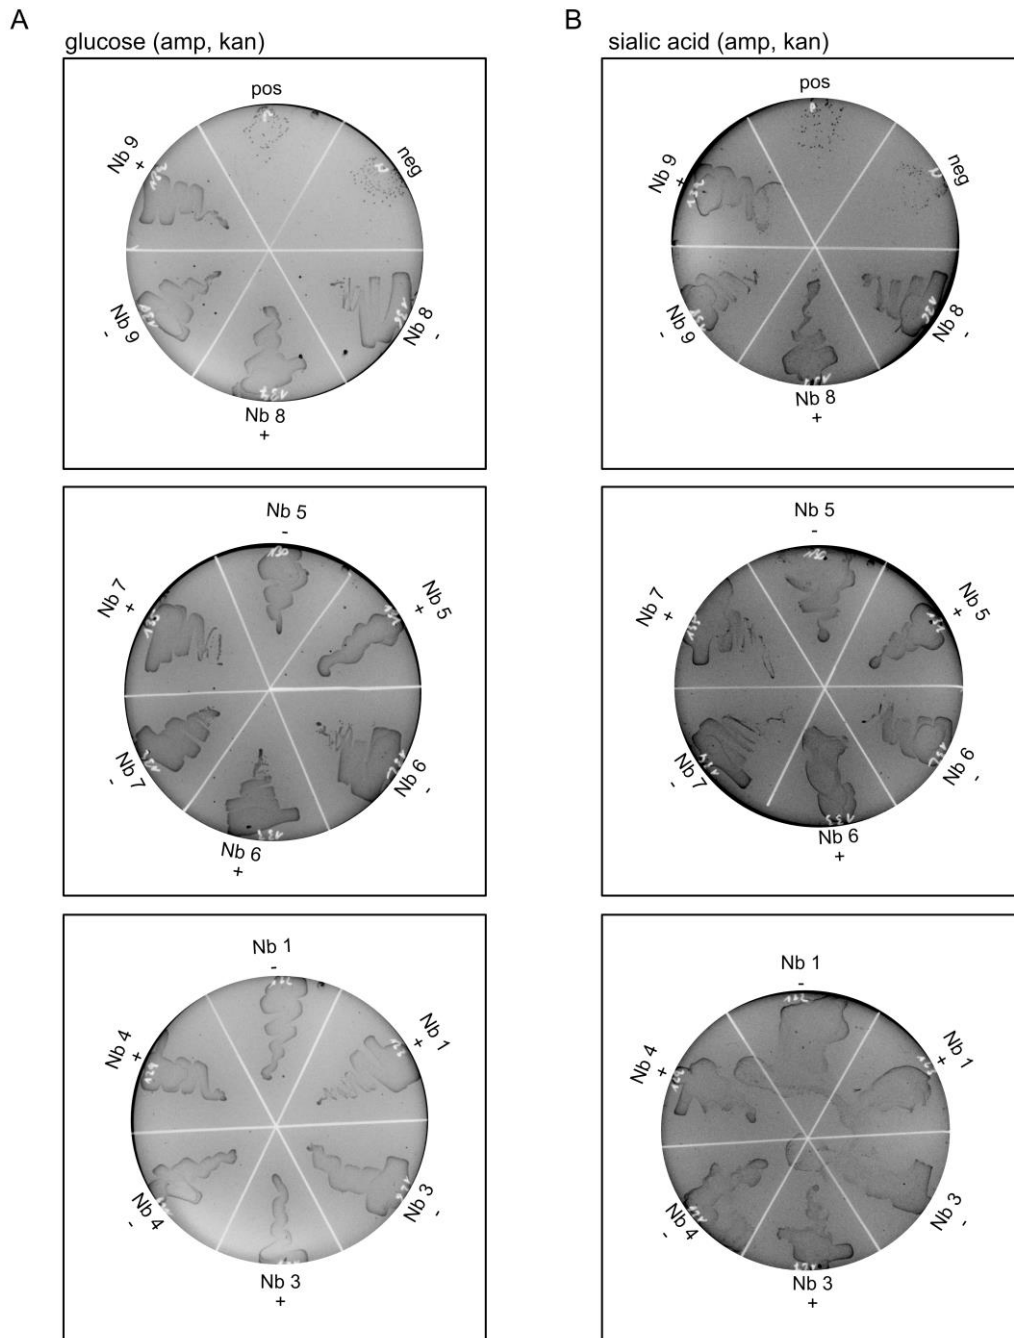 A
B
glucose (amp, kan)
sialic acid (amp, kan)
pos
neg
Nb 9
+
Nb 9
-
Nb 8
-
Nb 8
+
pos
neg
Nb 9
+
Nb 9
-
Nb 8
-
Nb 8
+
Nb 5
-
Nb 5
+
Nb 7
+
Nb 7
-
Nb 6
-
Nb 6
+
Nb 5
-
Nb 5
+
Nb 7
+
Nb 7
-
Nb 6
-
Nb 6
+
Nb 1
-
Nb 1
+
Nb 4
+
Nb 4
-
Nb 3
-
Nb 3
+
Nb 1
-
Nb 1
+
Nb 4
+
Nb 4
-
Nb 3
-
Nb 3
+